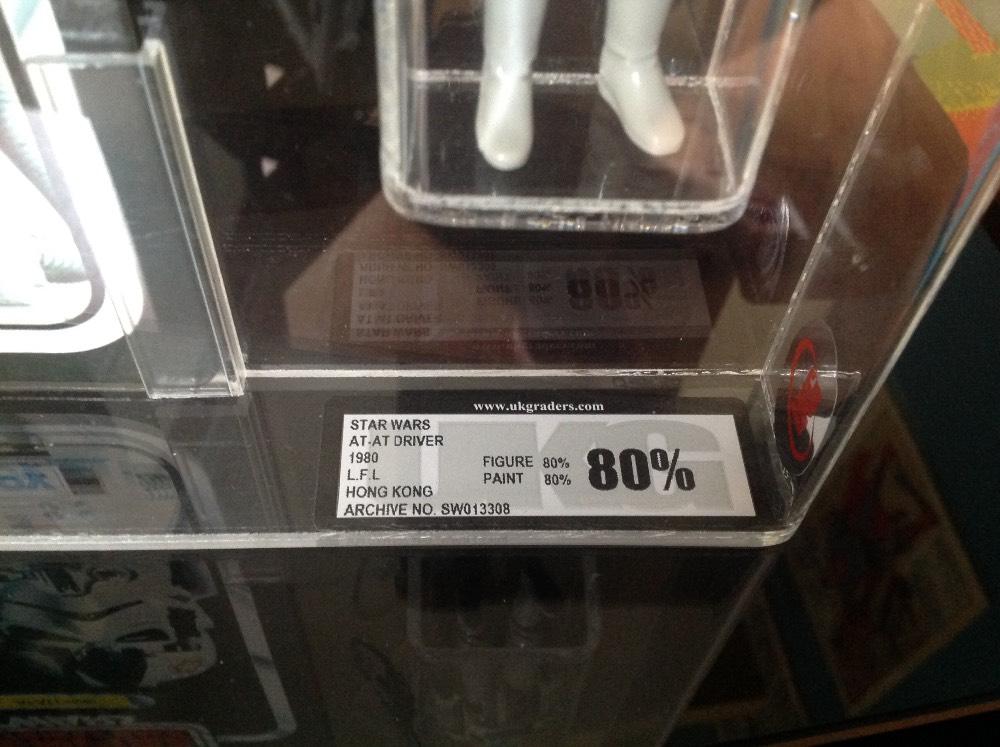 www.ukgraders.com
STAR WARS
AT-AT DRIVER
1980
L.F.L
HONG KONG
ARCHIVE NO. SW013308
FIGURE 80%
PAINT 80%
80%
UKG